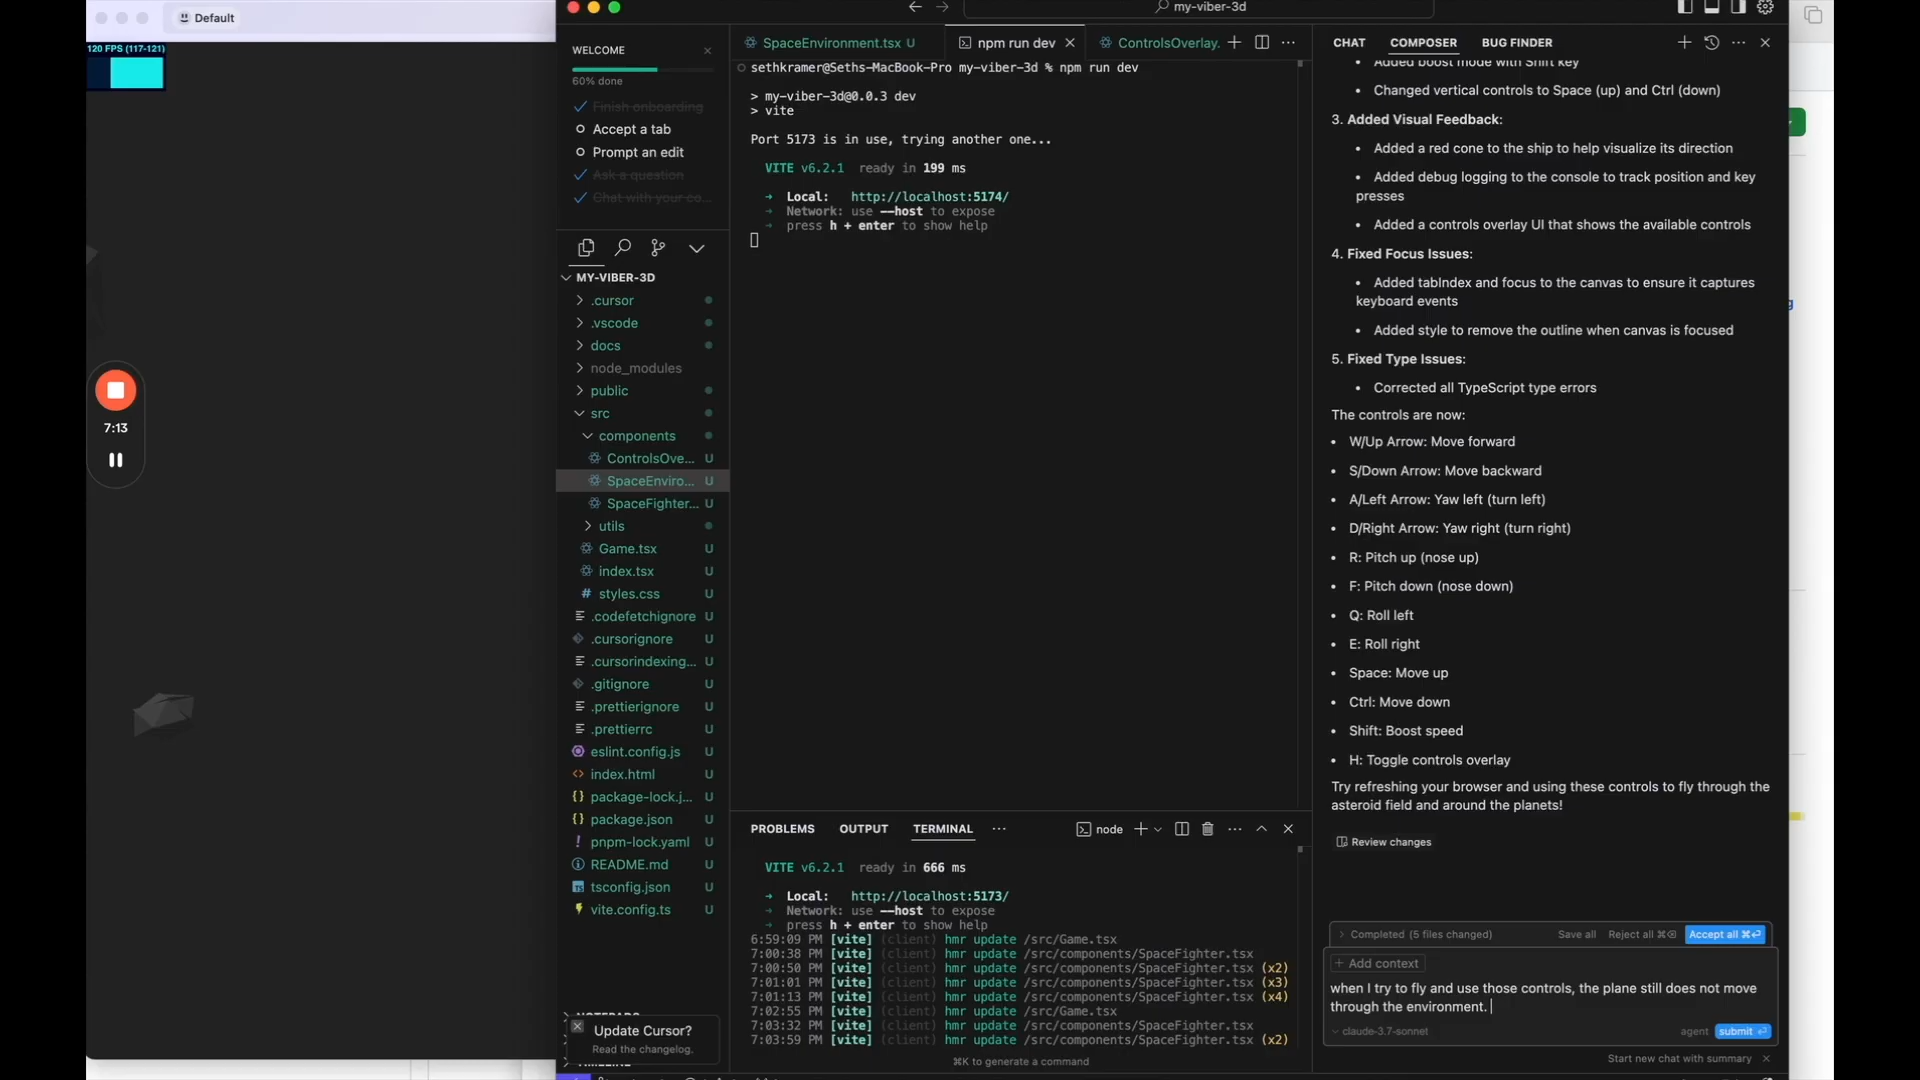 Default
my-viber-3d
120 FPS (117-121)
7:13
WELCOME
60% done
Finish onboarding
Accept a tab
Prompt an edit
Ask a question
Chat with your co...
MY-VIBER-3D
.cursor
.vscode
docs
node_modules
public
src
components
ControlsOve... U
SpaceEnviro... U
SpaceFighter... U
utils
Game.tsx U
index.tsx U
# styles.css U
.codefetchignore U
.cursorignore U
.cursorindexing... U
.gitignore U
.prettierignore U
.prettierrc U
eslint.config.js U
<> index.html U
{} package-lock.j... U
{} package.json U
! pnpm-lock.yaml U
README.md U
tsconfig.json U
vite.config.ts U
Update Cursor?
Read the changelog.
SpaceEnvironment.tsx U
npm run dev
ControlsOverlay.
sethkramer@Seths-MacBook-Pro my-viber-3d % npm run dev
> my-viber-3d@0.0.3 dev
> vite
Port 5173 is in use, trying another one...
VITE v6.2.1 ready in 199 ms
➜ Local: http://localhost:5174/
➜ Network: use --host to expose
➜ press h + enter to show help
PROBLEMS OUTPUT TERMINAL ...
node
VITE v6.2.1 ready in 666 ms
➜ Local: http://localhost:5173/
➜ Network: use --host to expose
➜ press h + enter to show help
6:59:09 PM [vite] (client) hmr update /src/Game.tsx
7:00:38 PM [vite] (client) hmr update /src/components/SpaceFighter.tsx
7:00:50 PM [vite] (client) hmr update /src/components/SpaceFighter.tsx (x2)
7:01:01 PM [vite] (client) hmr update /src/components/SpaceFighter.tsx (x3)
7:01:13 PM [vite] (client) hmr update /src/components/SpaceFighter.tsx (x4)
7:02:55 PM [vite] (client) hmr update /src/Game.tsx
7:03:32 PM [vite] (client) hmr update /src/components/SpaceFighter.tsx
7:03:59 PM [vite] (client) hmr update /src/components/SpaceFighter.tsx (x2)
⌘K to generate a command
CHAT COMPOSER BUG FINDER
• Added boost mode with Shift key
• Changed vertical controls to Space (up) and Ctrl (down)
3. Added Visual Feedback:
• Added a red cone to the ship to help visualize its direction
• Added debug logging to the console to track position and key
presses
• Added a controls overlay UI that shows the available controls
4. Fixed Focus Issues:
• Added tabIndex and focus to the canvas to ensure it captures
keyboard events
• Added style to remove the outline when canvas is focused
5. Fixed Type Issues:
• Corrected all TypeScript type errors
The controls are now:
• W/Up Arrow: Move forward
• S/Down Arrow: Move backward
• A/Left Arrow: Yaw left (turn left)
• D/Right Arrow: Yaw right (turn right)
• R: Pitch up (nose up)
• F: Pitch down (nose down)
• Q: Roll left
• E: Roll right
• Space: Move up
• Ctrl: Move down
• Shift: Boost speed
• H: Toggle controls overlay
Try refreshing your browser and using these controls to fly through the
asteroid field and around the planets!
Review changes
Completed (5 files changed) Save all Reject all ⌘⌫ Accept all ⌘⏎
+ Add context
when I try to fly and use those controls, the plane still does not move
through the environment.
claude-3.7-sonnet agent submit ⏎
Start new chat with summary ×